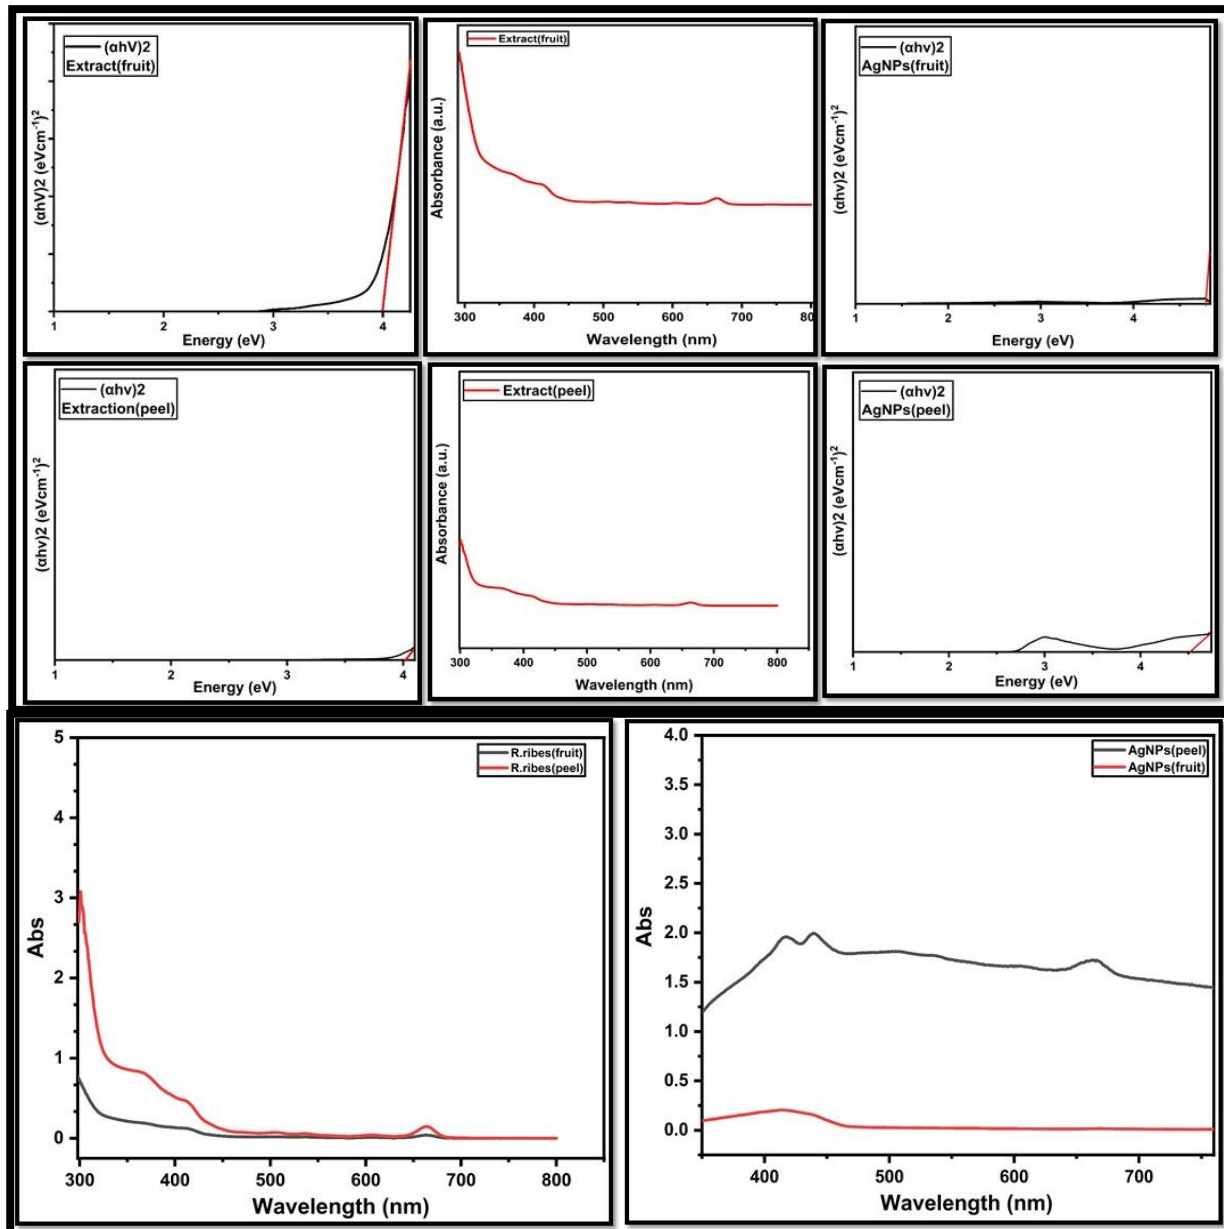 (αhV)2
Extract(fruit)
(αhV)2 (eVcm⁻¹)²
1 2 3 4
Energy (eV)
Extract(fruit)
Absorbance (a.u.)
300 400 500 600 700 800
Wavelength (nm)
(αhv)2
AgNPs(fruit)
(αhv)2 (eVcm⁻¹)²
1 2 3 4
Energy (eV)
(αhv)2
Extraction(peel)
(αhv)2 (eVcm⁻¹)²
1 2 3 4
Energy (eV)
Extract(peel)
Absorbance (a.u.)
300 400 500 600 700 800
Wavelength (nm)
(αhv)2
AgNPs(peel)
(αhv)2 (eVcm⁻¹)²
1 2 3 4
Energy (eV)
R.ribes(fruit)
R.ribes(peel)
Abs
5
4
3
2
1
0
300 400 500 600 700 800
Wavelength (nm)
AgNPs(peel)
AgNPs(fruit)
Abs
4.0
3.5
3.0
2.5
2.0
1.5
1.0
0.5
0.0
400 500 600 700
Wavelength (nm)